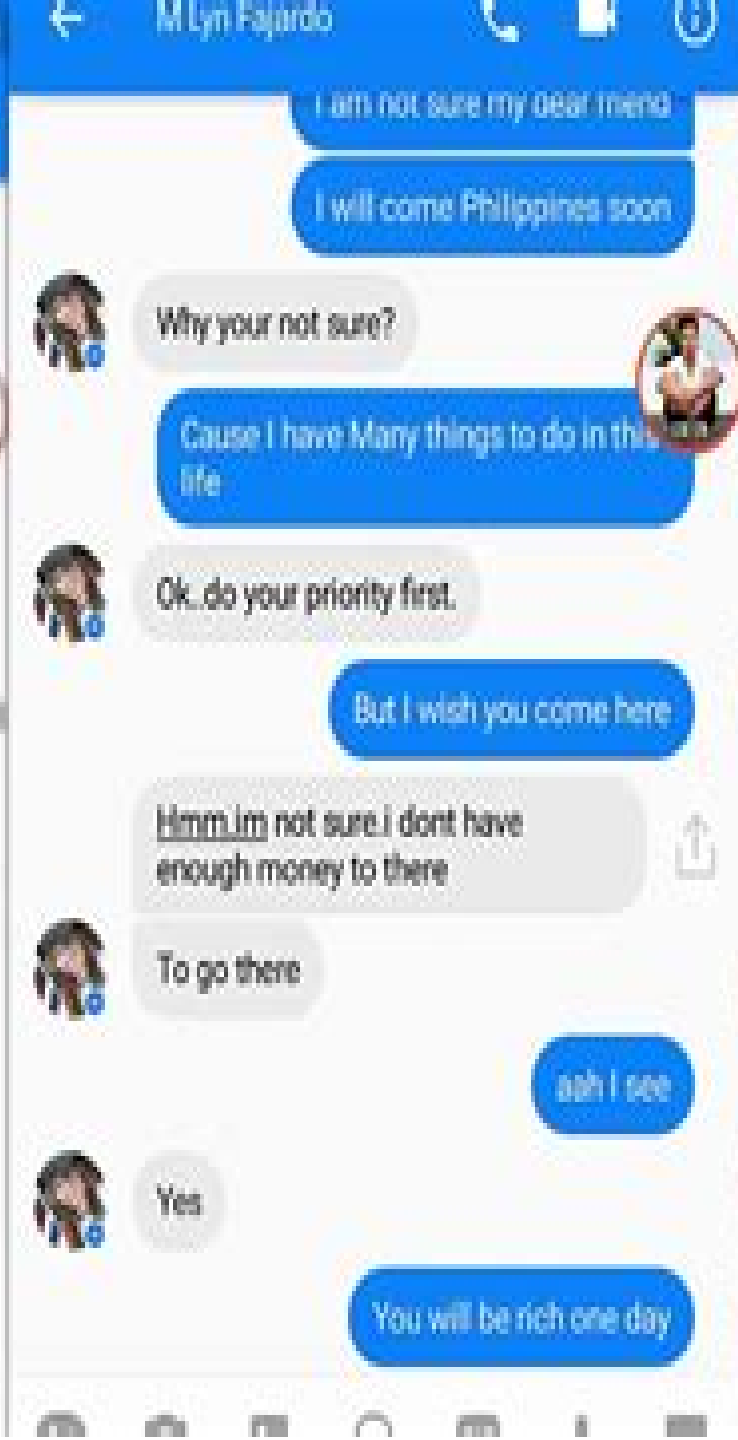 M Lyn Fajardo
I am not sure my dear friend
I will come Philippines soon
Why your not sure?
Cause I have Many things to do in this
life
Ok..do your priority first.
But I wish you come here
Hmm.im not sure.i dont have
enough money to there
To go there
aah I see
Yes
You will be rich one day